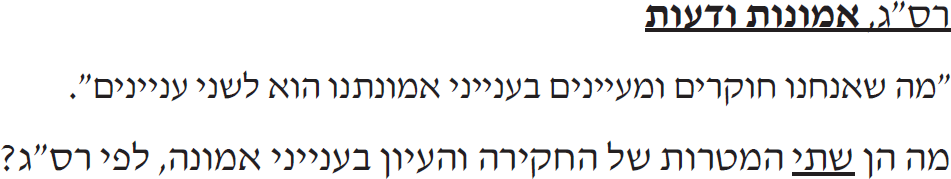 רס"ג, אמונות ודעות
"מה שאנחנו חוקרים ומעיינים בענייני אמונתנו הוא לשני עניינים".
מה הן שתי המטרות של החקירה והעיון בענייני אמונה, לפי רס"ג?